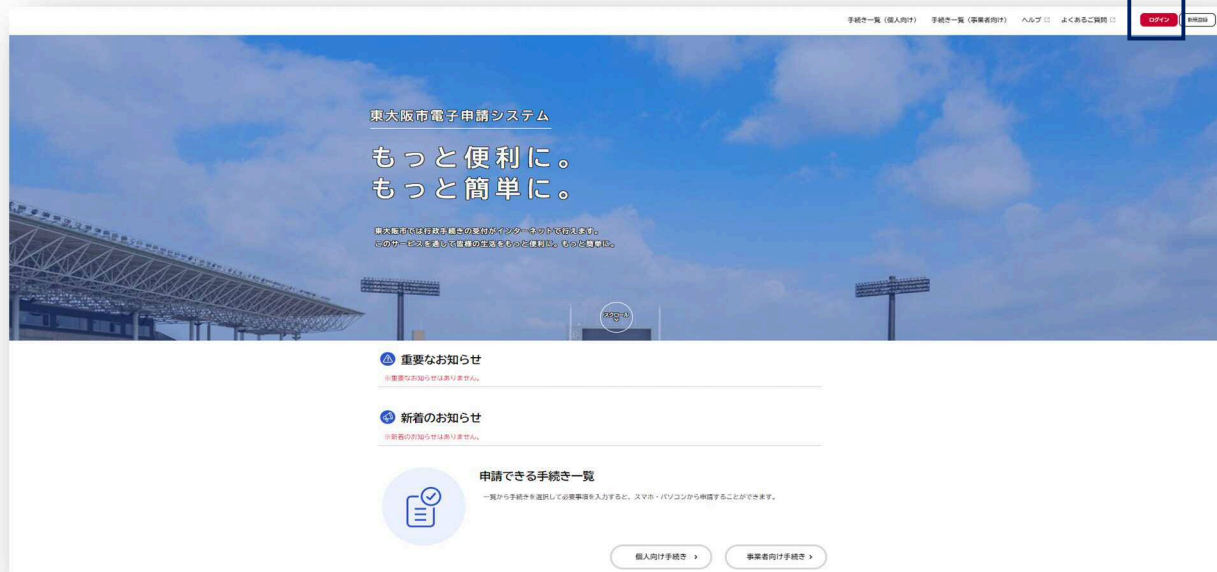 手続き一覧（個人向け） 手続き一覧（事業者向け） ヘルプ よくあるご質問 ログイン 新規登録
東大阪市電子申請システム
もっと便利に。
もっと簡単に。
東大阪市では行政手続きの受付がインターネットで行えます。
このサービスを通して皆様の生活をもっと便利に。もっと簡単に。
スクロール
重要なお知らせ
※重要なお知らせはありません。
新着のお知らせ
※新着のお知らせはありません。
申請できる手続き一覧
一覧から手続きを選択して必要事項を入力すると、スマホ・パソコンから申請することができます。
個人向け手続き 事業者向け手続き